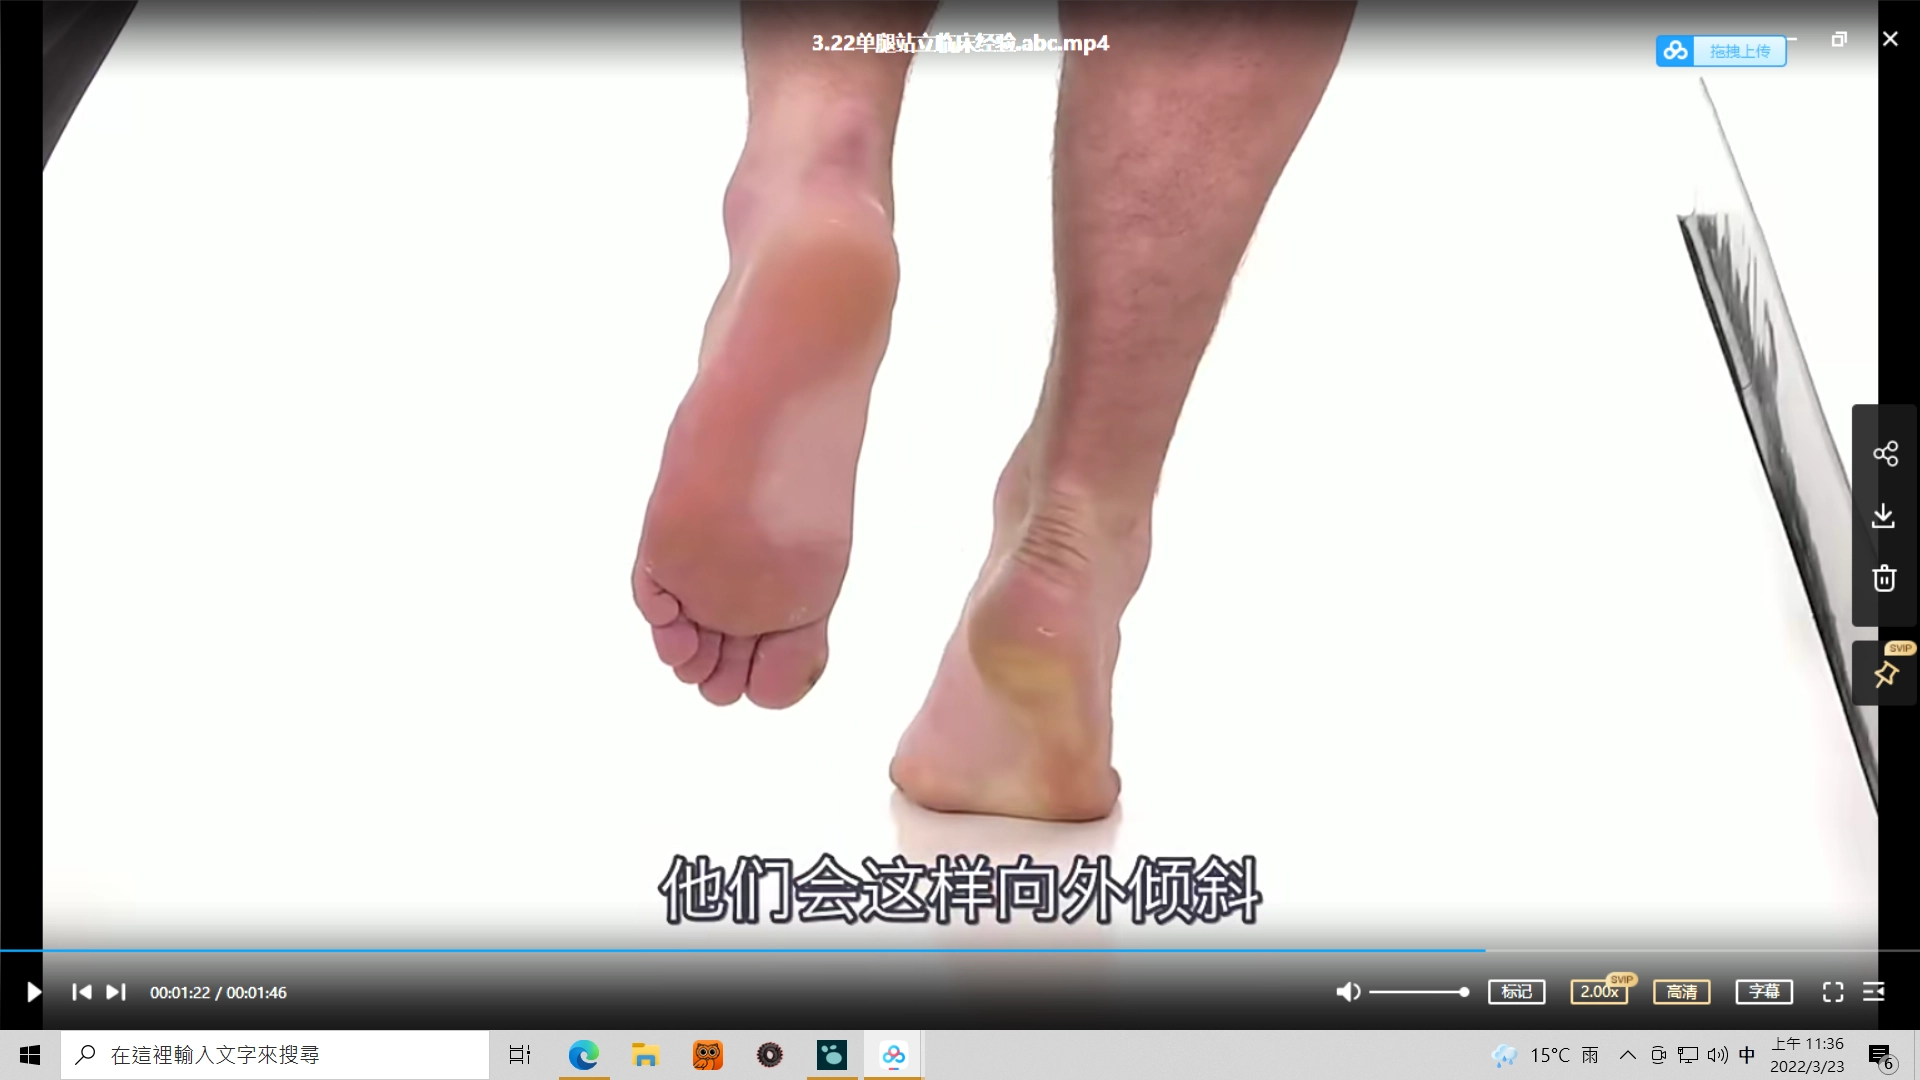 3.22单腿站立临床经验.abc.mp4
拖拽上传
SVIP
他们会这样向外倾斜
00:01:22 / 00:01:46
标记
2.00x
SVIP
高清
字幕
在這裡輸入文字來搜尋
15°C 雨
中
上午 11:36
2022/3/23
6